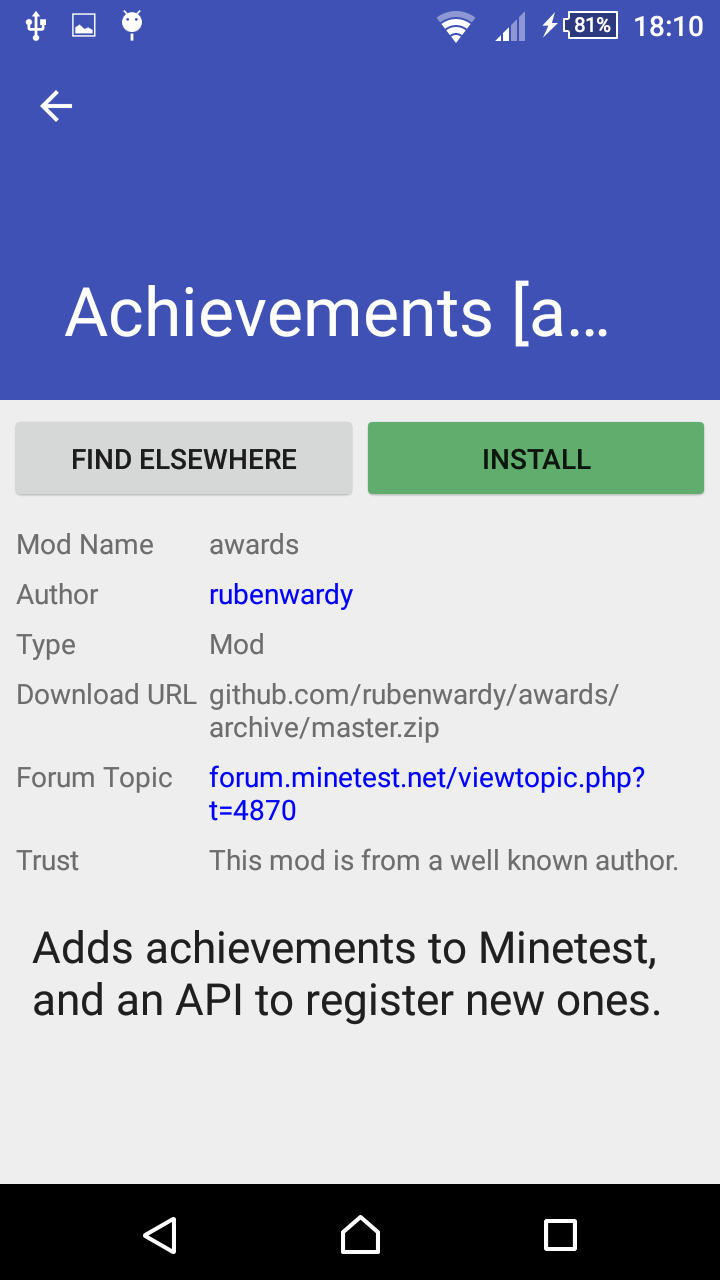 81% 18:10
Achievements [a...
FIND ELSEWHERE INSTALL
Mod Name awards
Author rubenwardy
Type Mod
Download URL github.com/rubenwardy/awards/
archive/master.zip
Forum Topic forum.minetest.net/viewtopic.php?
t=4870
Trust This mod is from a well known author.
Adds achievements to Minetest,
and an API to register new ones.